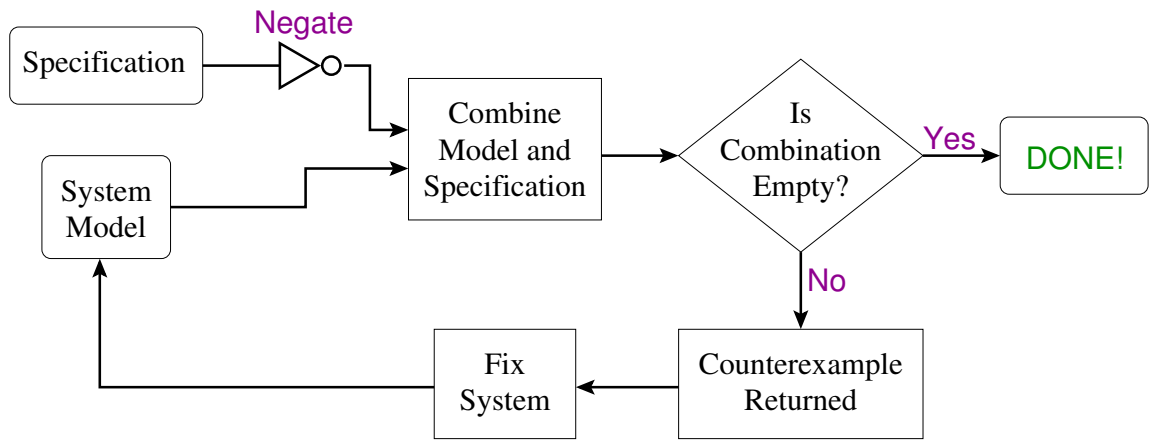 Negate
Specification
Combine
Model and
Specification
Is
Combination
Empty?
Yes
DONE!
System
Model
No
Fix
System
Counterexample
Returned